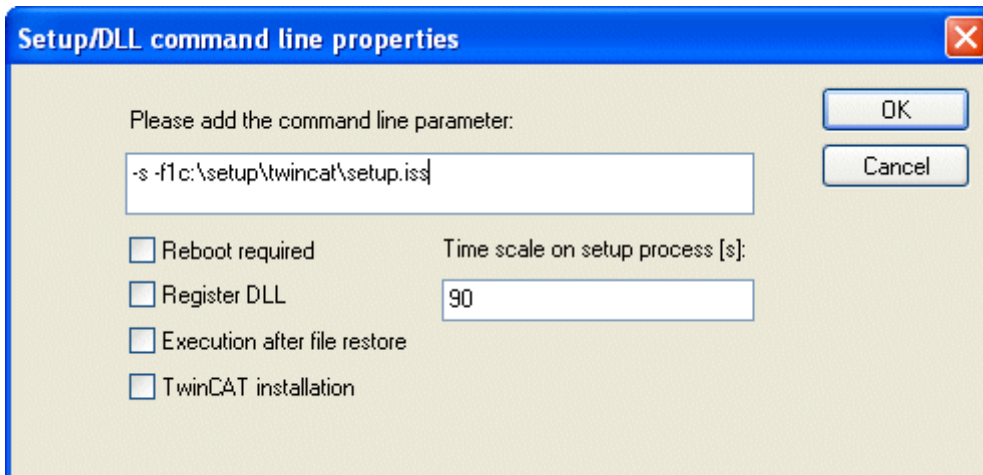 Setup/DLL command line properties
Please add the command line parameter:
OK
-s -f1c:\setup\twincat\setup.iss
Cancel
Reboot required
Time scale on setup process [s]:
Register DLL
90
Execution after file restore
TwinCAT installation